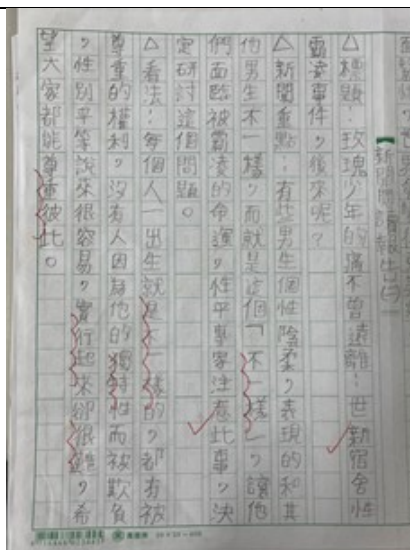 【新聞閱讀報告㈠】
△標題：玫瑰少年的痛不曾遠離！世新宿舍性
霸凌事件，後來呢？
△新聞重點：有些男生個性陰柔，表現的和其
他男生不一樣，而就是這個「不一樣」，讓他
們面臨被霸凌的命運，性平專家注意此事，決
定研討這個問題。
△看法：每個人一出生就是不一樣的，都有被
尊重的權利，沒有人因為他的獨特性而被欺負
，性別平等說來很容易，實行起來卻很難，希
望大家都能尊重彼此。